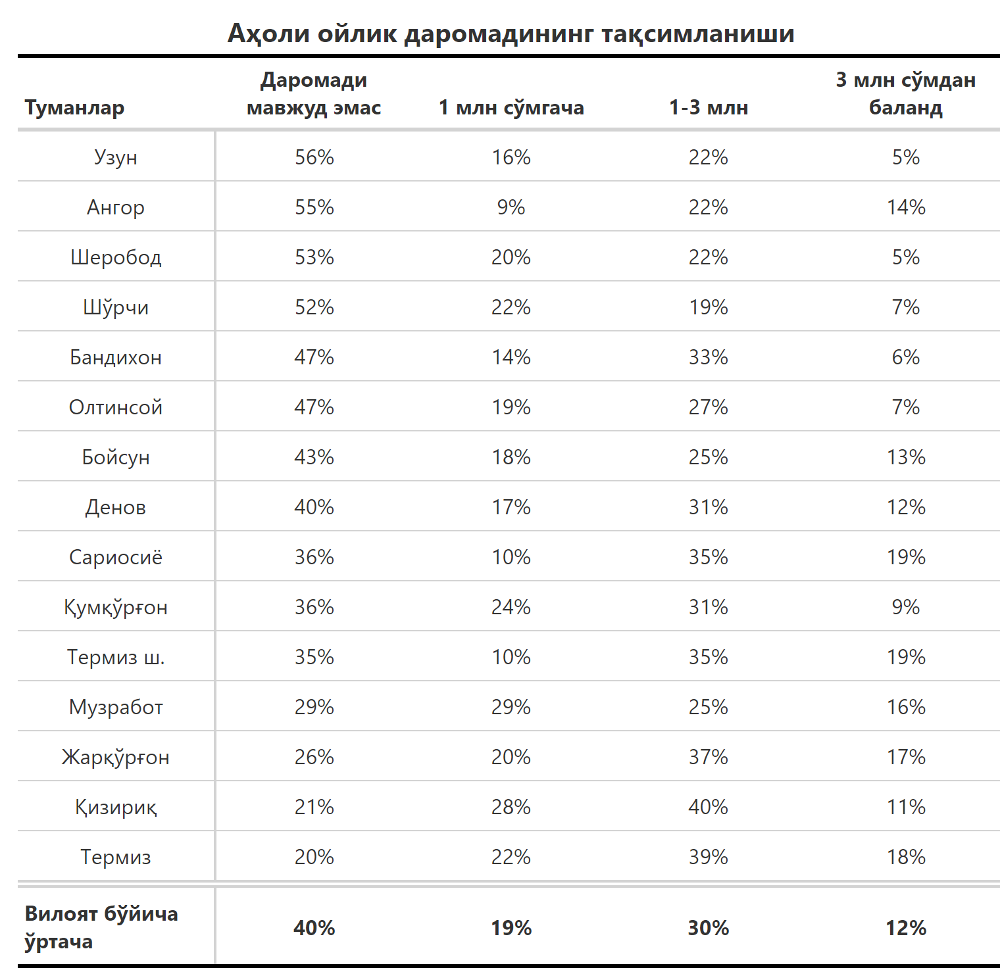 Аҳоли ойлик даромадининг тақсимланиши
Туманлар Даромади мавжуд эмас 1 млн сўмгача 1-3 млн 3 млн сўмдан баланд
Узун 56% 16% 22% 5%
Ангор 55% 9% 22% 14%
Шеробод 53% 20% 22% 5%
Шўрчи 52% 22% 19% 7%
Бандихон 47% 14% 33% 6%
Олтинсой 47% 19% 27% 7%
Бойсун 43% 18% 25% 13%
Денов 40% 17% 31% 12%
Сариосиё 36% 10% 35% 19%
Қумқўрғон 36% 24% 31% 9%
Термиз ш. 35% 10% 35% 19%
Музработ 29% 29% 25% 16%
Жарқўрғон 26% 20% 37% 17%
Қизириқ 21% 28% 40% 11%
Термиз 20% 22% 39% 18%
Вилоят бўйича ўртача 40% 19% 30% 12%